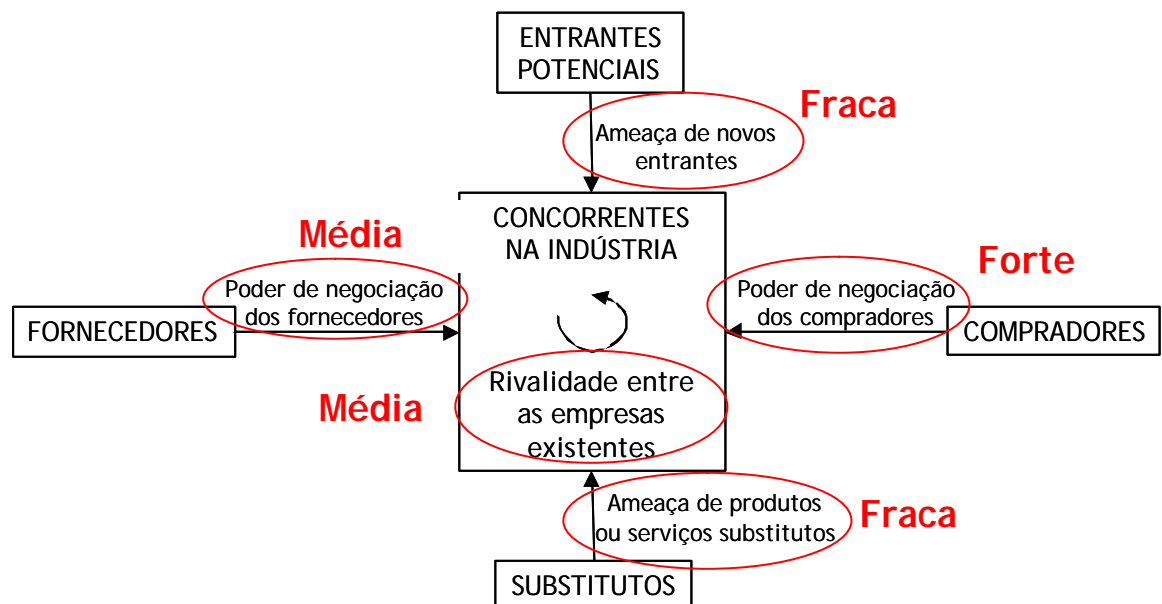 ENTRANTES
POTENCIAIS
Fraca
Ameaça de novos
entrantes
CONCORRENTES
NA INDÚSTRIA
Média
Poder de negociação
dos fornecedores
FORNECEDORES
Forte
Poder de negociação
dos compradores
COMPRADORES
Média
Rivalidade entre
as empresas
existentes
Ameaça de produtos
ou serviços substitutos
Fraca
SUBSTITUTOS